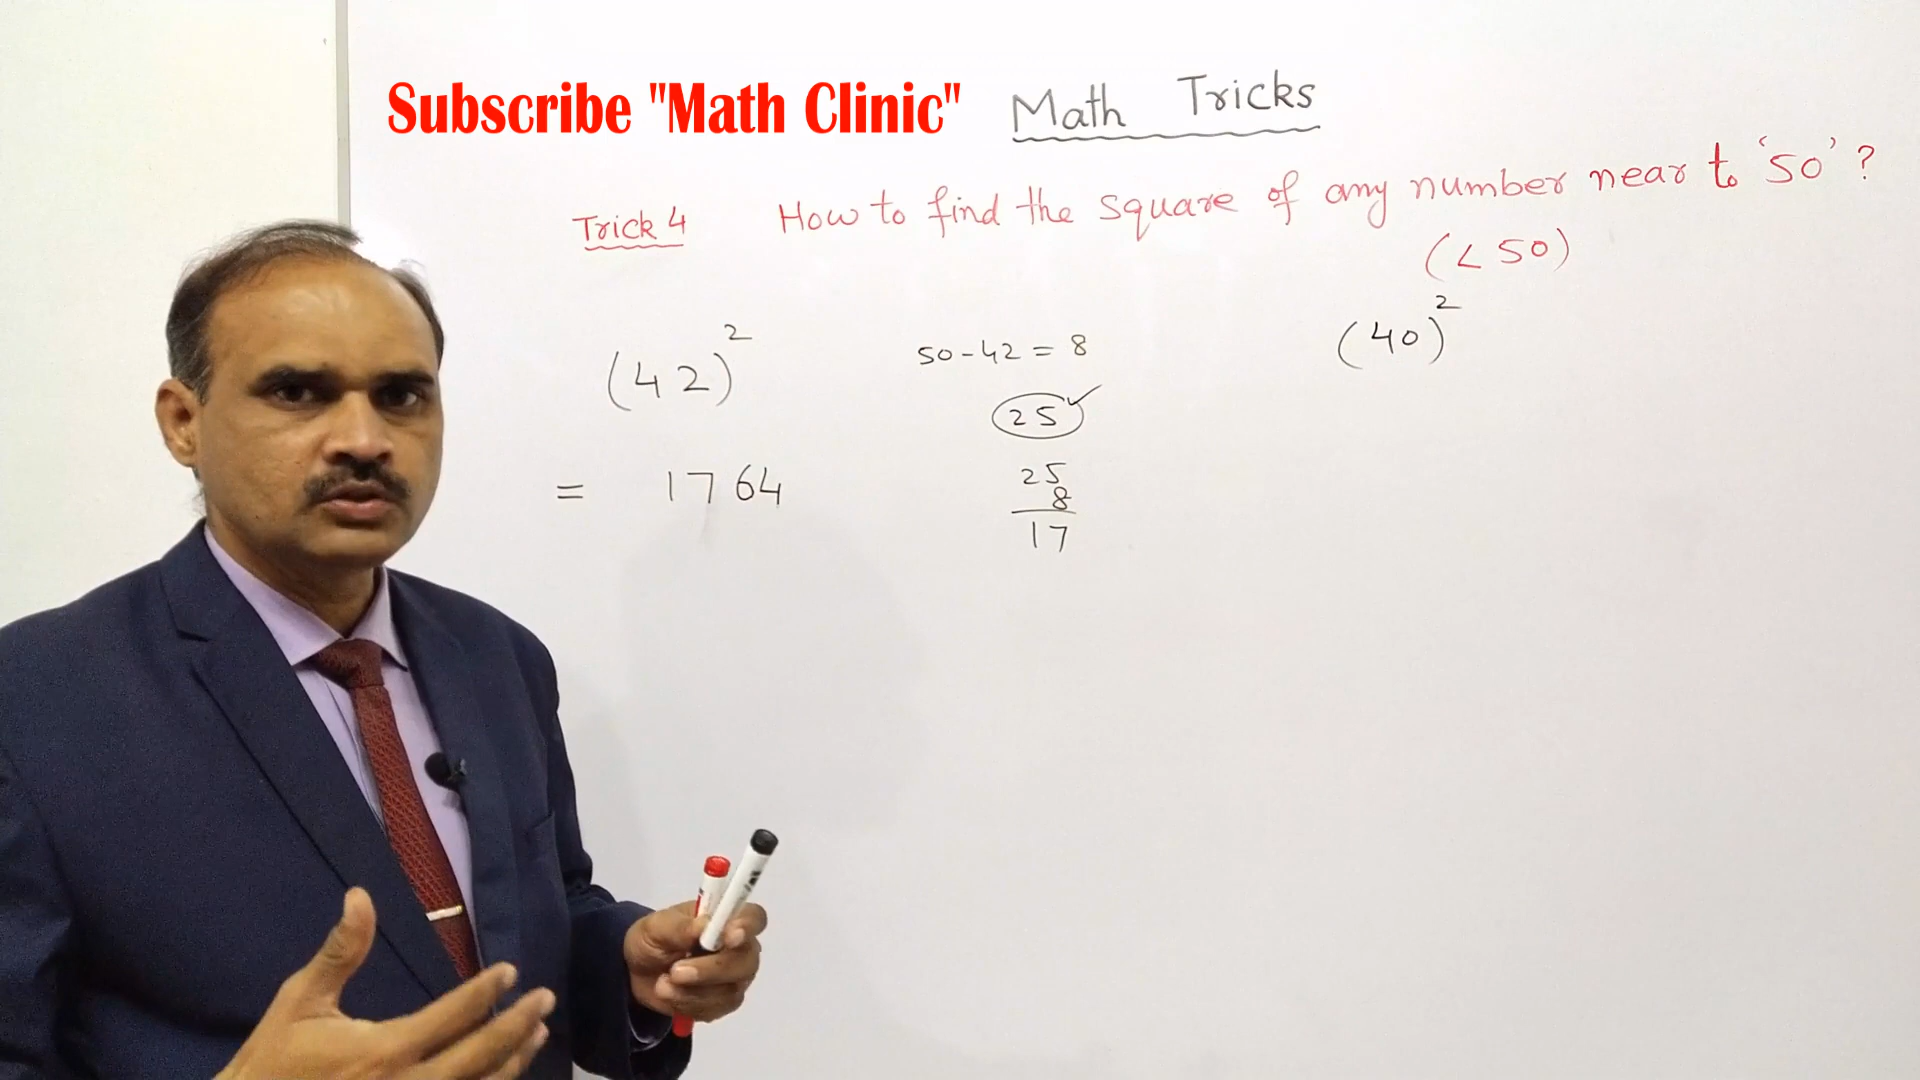 Subscribe "Math Clinic"
Math Tricks
Trick 4 How to find the square of any number near to '50' ?
(< 50)
(42)²
50-42 = 8
(40)²
25 ✓
= 1764
25
8
17